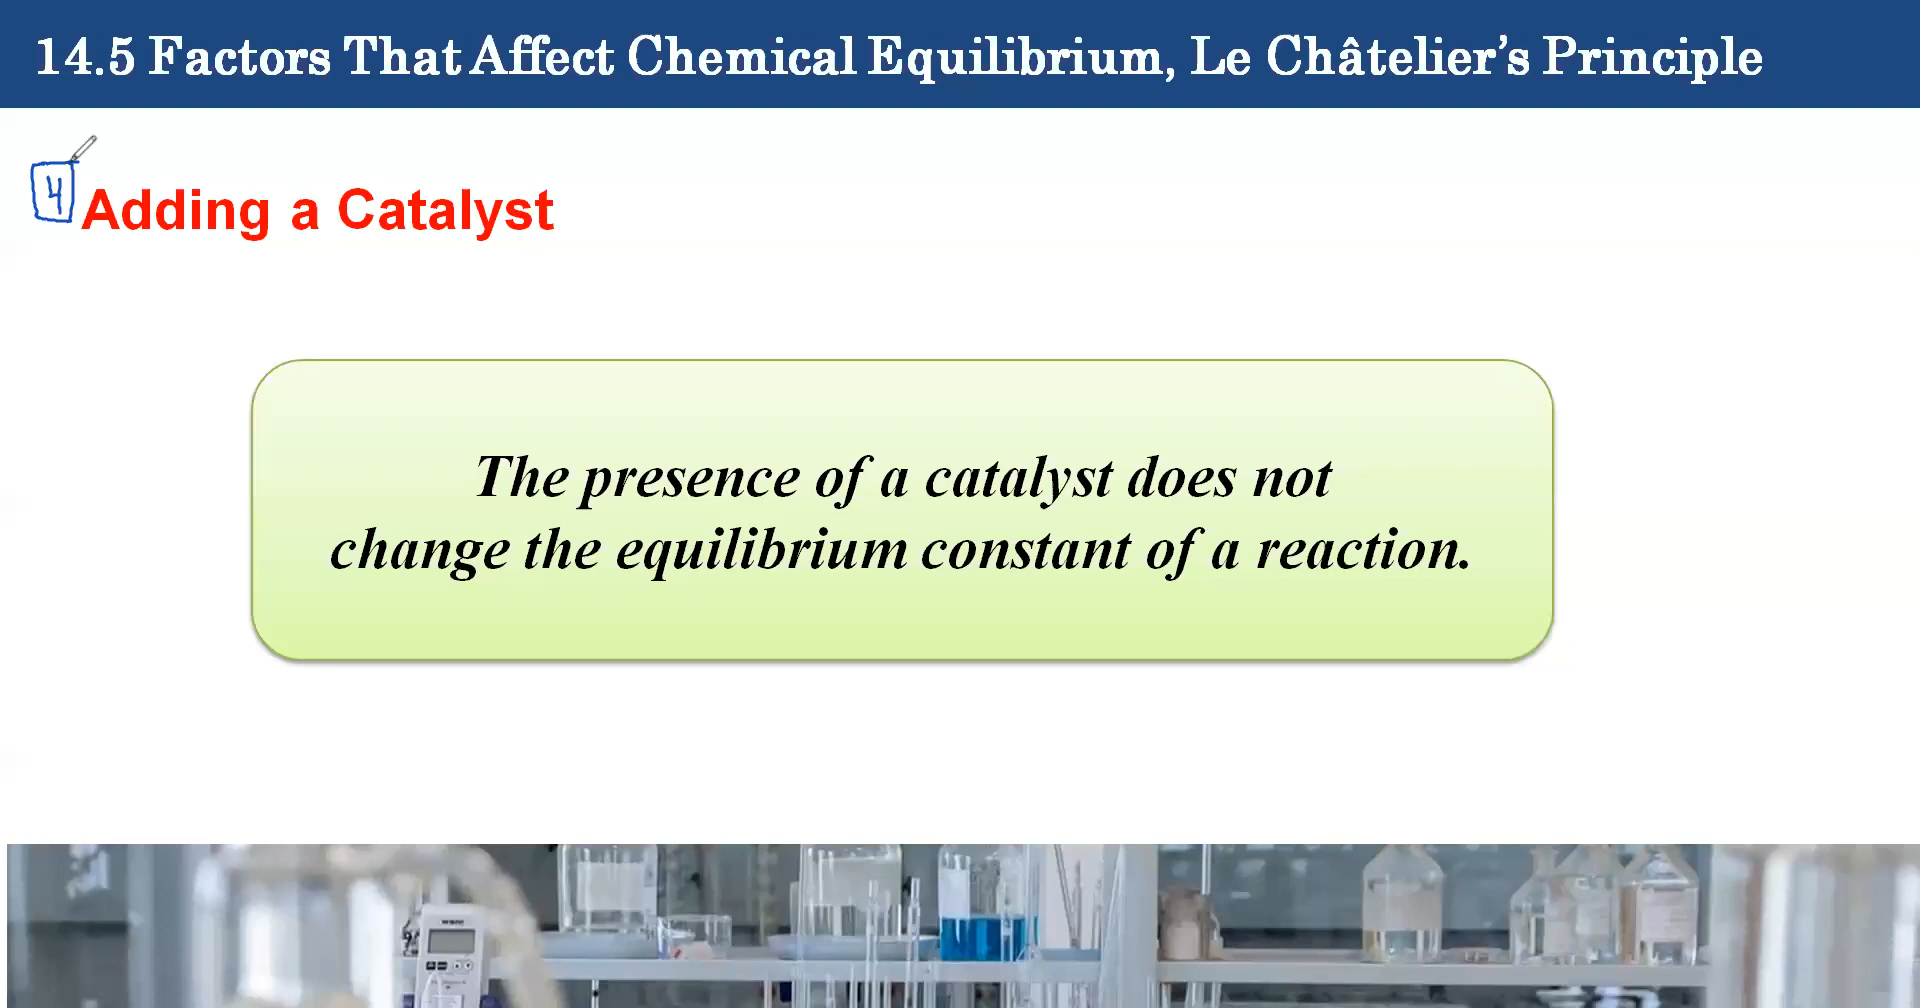 14.5 Factors That Affect Chemical Equilibrium, Le Châtelier's Principle
4
Adding a Catalyst
The presence of a catalyst does not
change the equilibrium constant of a reaction.